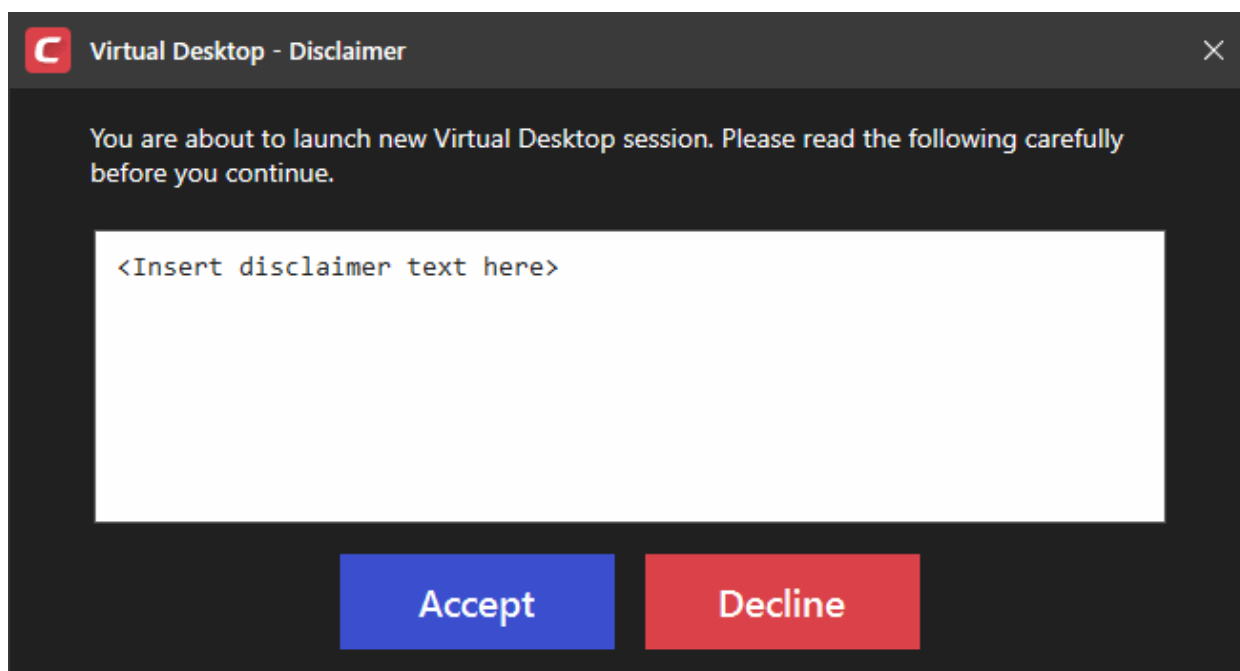 Virtual Desktop - Disclaimer
You are about to launch new Virtual Desktop session. Please read the following carefully
before you continue.
<Insert disclaimer text here>
Accept
Decline